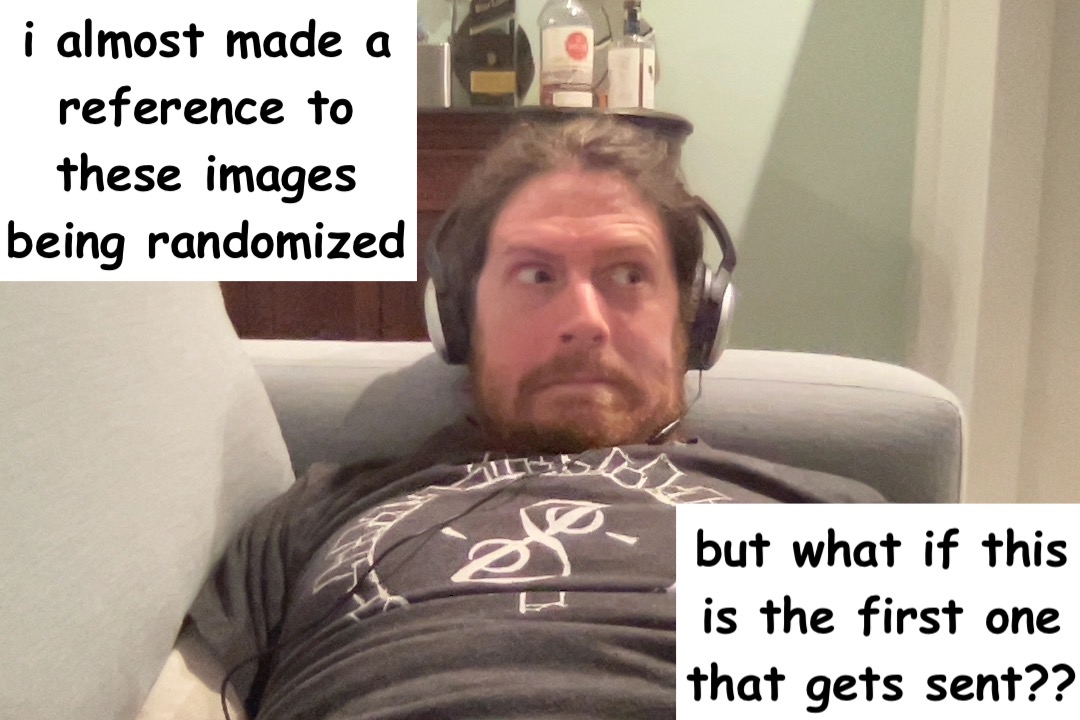 i almost made a
reference to
these images
being randomized
but what if this
is the first one
that gets sent??